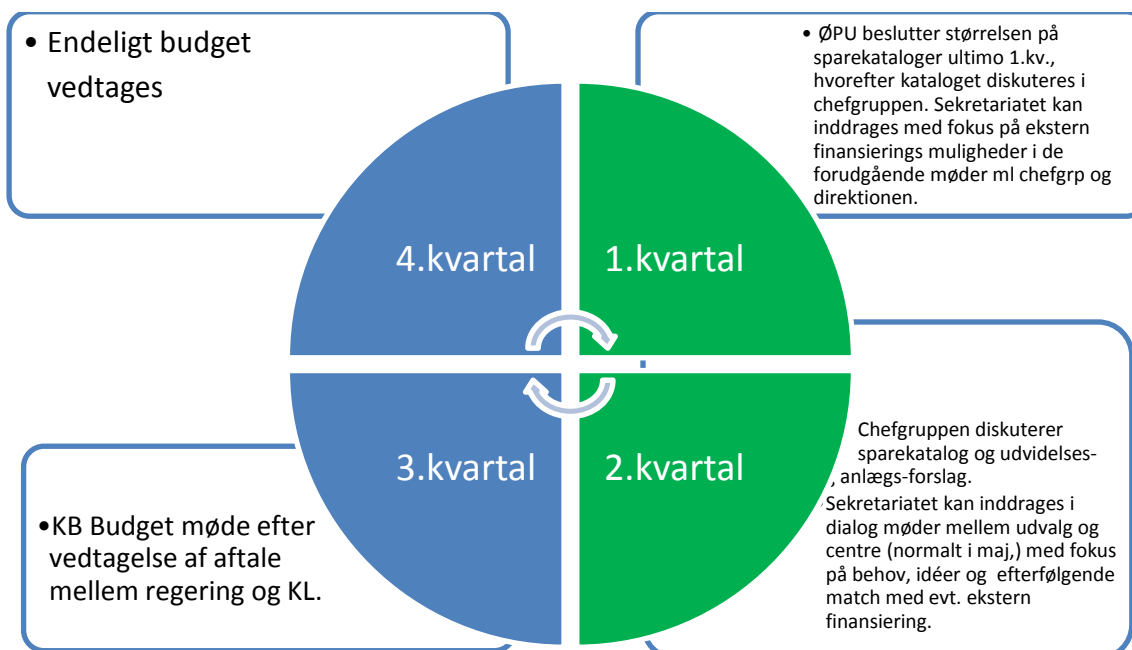 • Endeligt budget
vedtages
• ØPU beslutter størrelsen på
sparekataloger ultimo 1.kv.,
hvorefter kataloget diskuteres i
chefgruppen. Sekretariatet kan
inddrages med fokus på ekstern
finansierings muligheder i de
forudgående møder ml chefgrp og
direktionen.
4.kvartal
1.kvartal
3.kvartal
2.kvartal
•KB Budget møde efter
vedtagelse af aftale
mellem regering og KL.
Chefgruppen diskuterer
sparekatalog og udvidelses-
, anlægs-forslag.
Sekretariatet kan inddrages i
dialog møder mellem udvalg og
centre (normalt i maj,) med fokus
på behov, idéer og efterfølgende
match med evt. ekstern
finansiering.